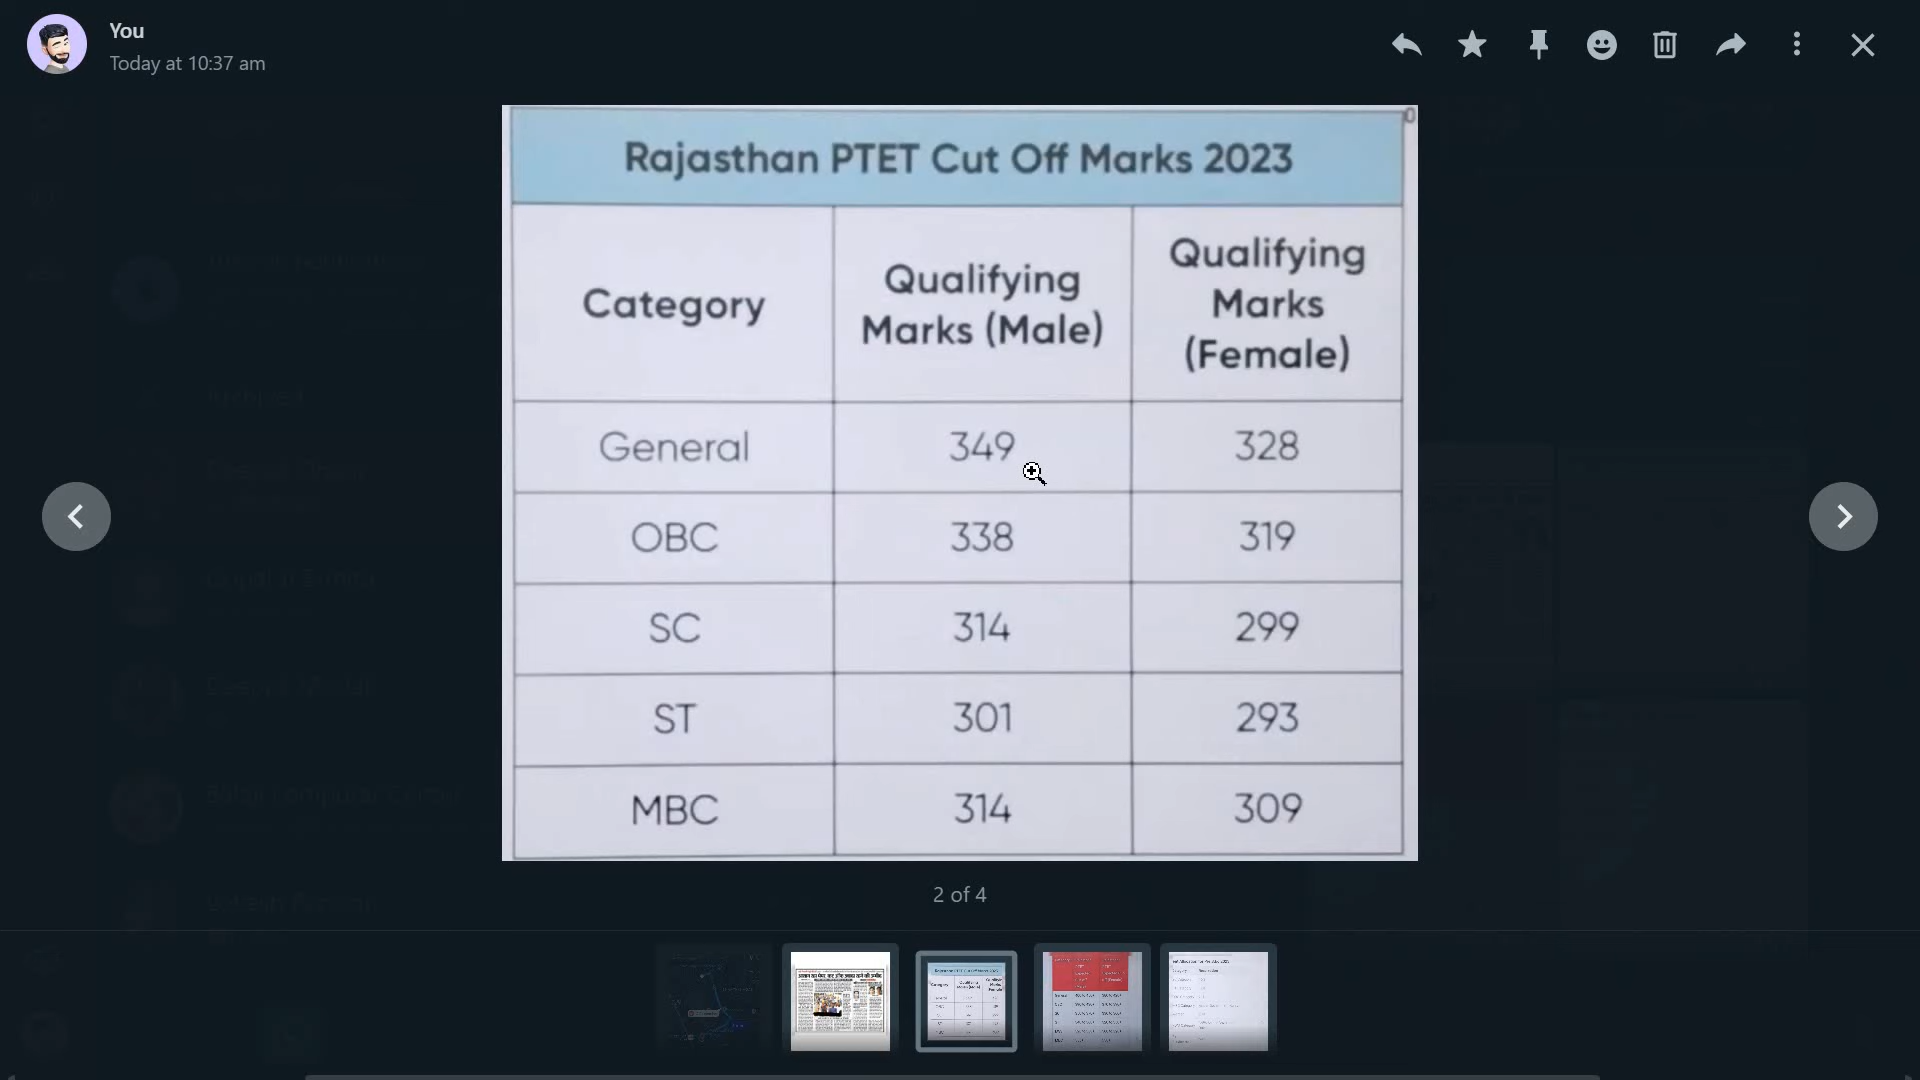 You
Today at 10:37 am
Rajasthan PTET Cut Off Marks 2023
Category
Qualifying
Marks (Male)
Qualifying
Marks
(Female)
General 349 328
OBC 338 319
SC 314 299
ST 301 293
MBC 314 309
2 of 4